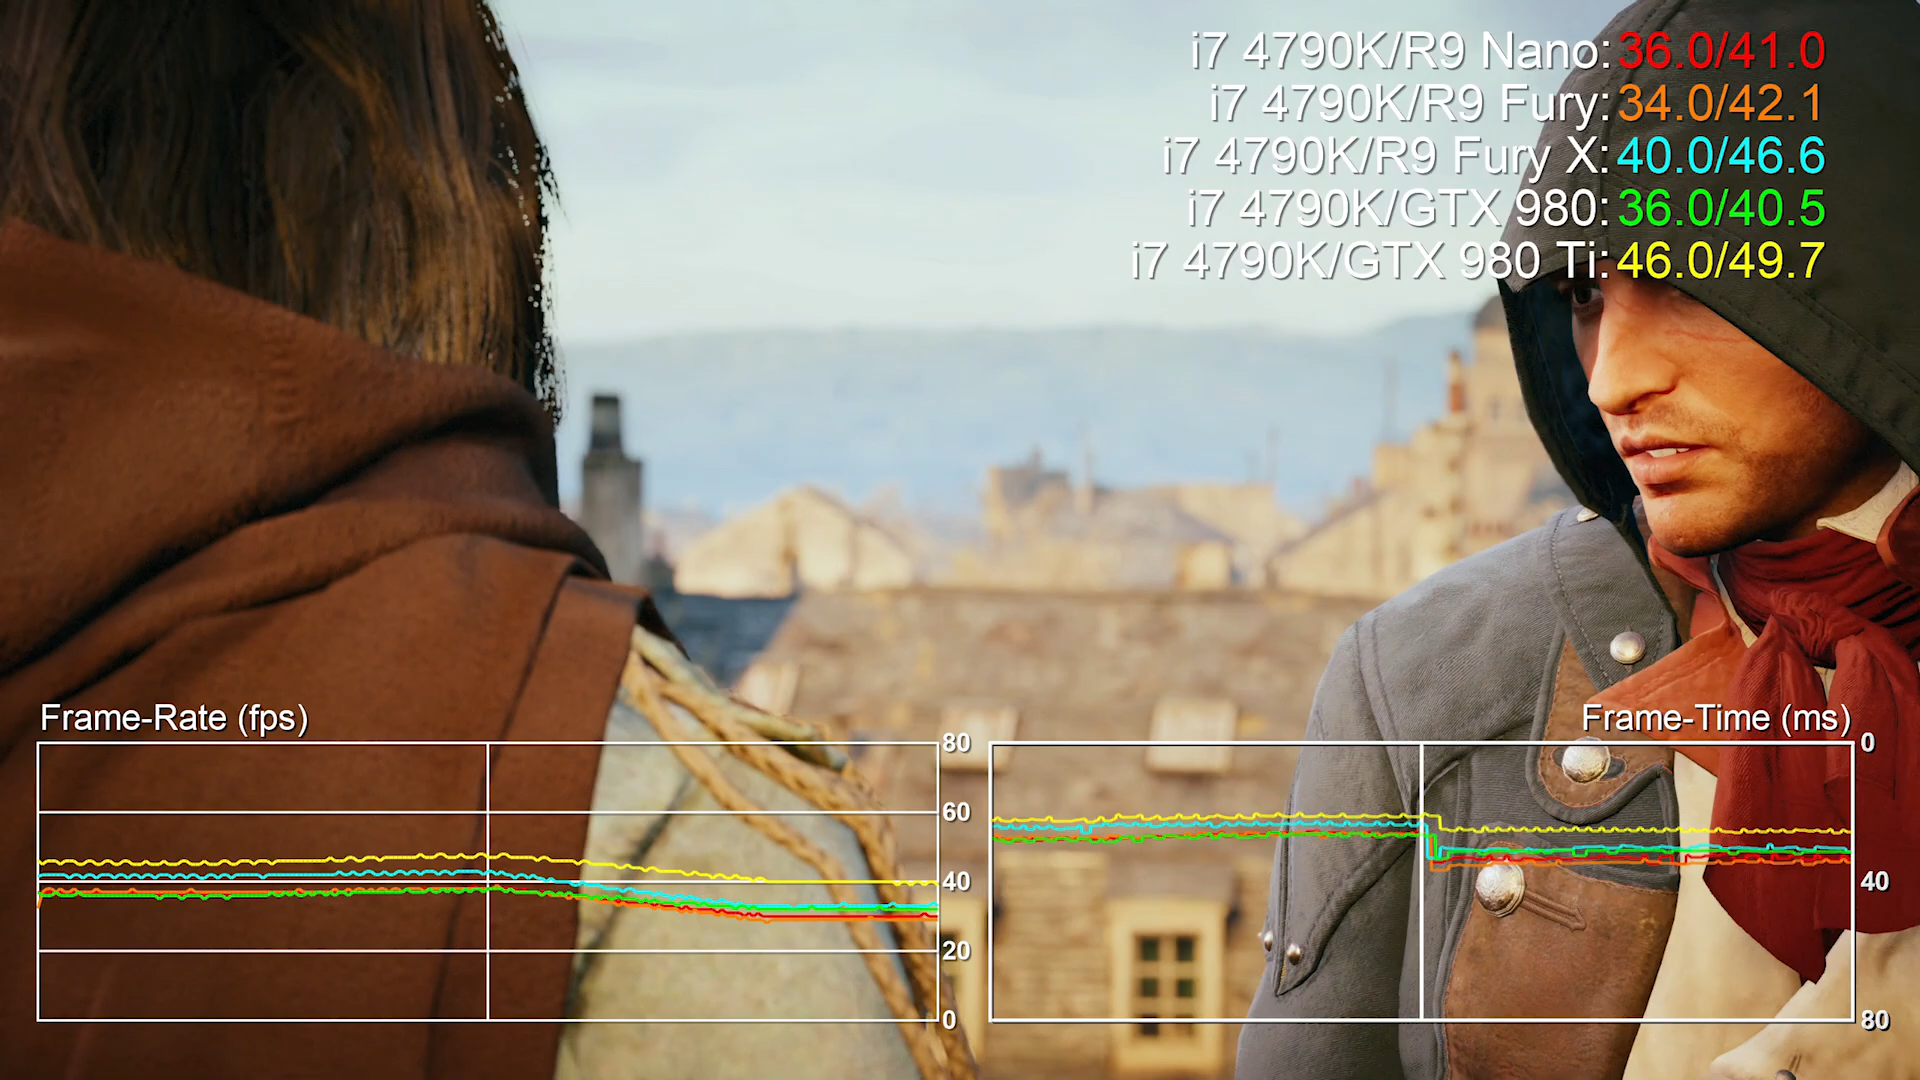 i7 4790K/R9 Nano: 36.0/41.0
i7 4790K/R9 Fury: 34.0/42.1
i7 4790K/R9 Fury X: 40.0/46.6
i7 4790K/GTX 980: 36.0/40.5
i7 4790K/GTX 980 Ti: 46.0/49.7
Frame-Rate (fps)
80
60
40
20
0
Frame-Time (ms)
0
40
80